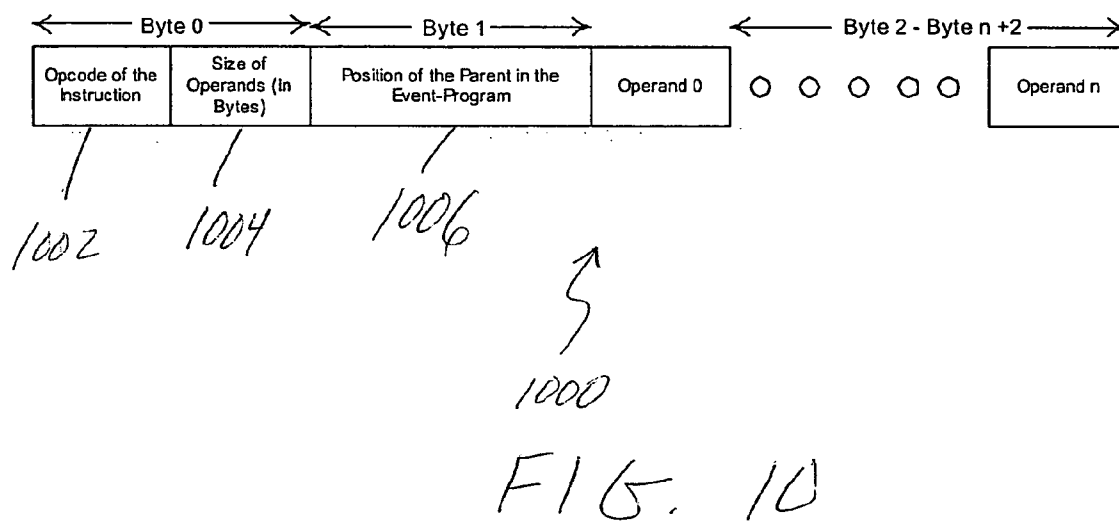 Byte 0 Byte 1 Byte 2 - Byte n +2
Opcode of the Instruction Size of Operands (in Bytes) Position of the Parent in the Event-Program Operand 0 Operand n
1002 1004 1006
1000
FIG. 10